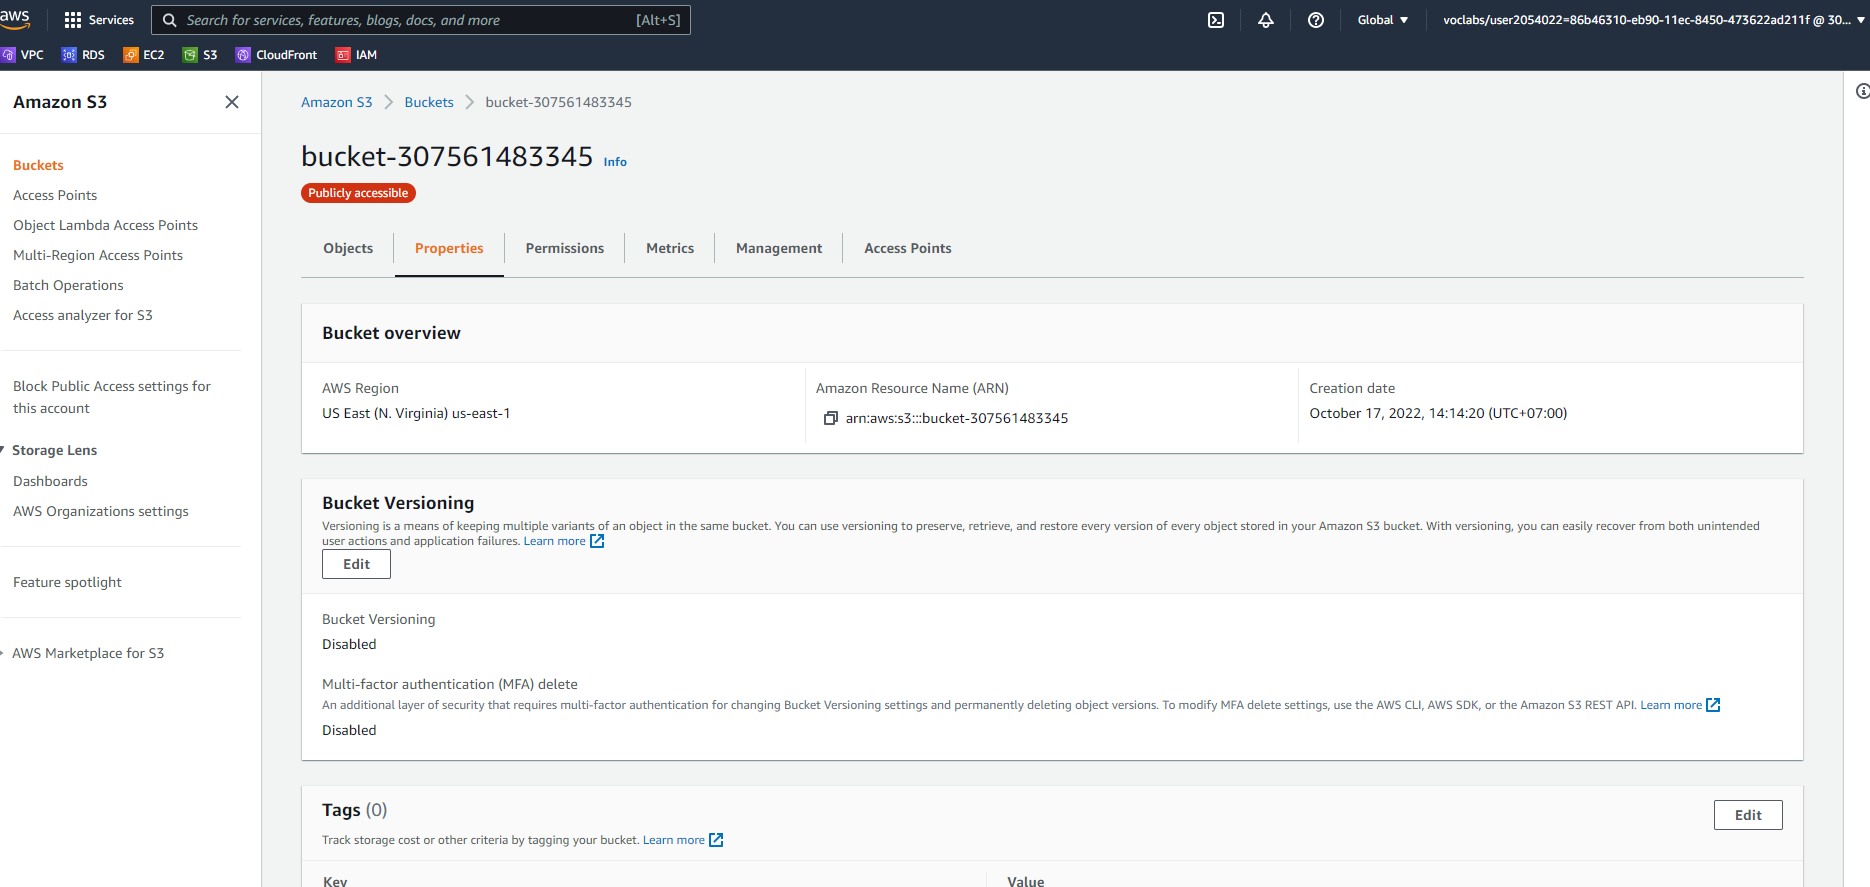 aws
Services
Search for services, features, blogs, docs, and more
[Alt+S]
Global
voclabs/user2054022=86b46310-eb90-11ec-8450-473622ad211f @ 30...
VPC
RDS
EC2
S3
CloudFront
IAM
Amazon S3
Buckets
Access Points
Object Lambda Access Points
Multi-Region Access Points
Batch Operations
Access analyzer for S3
Block Public Access settings for
this account
Storage Lens
Dashboards
AWS Organizations settings
Feature spotlight
AWS Marketplace for S3
Amazon S3
Buckets
bucket-307561483345
bucket-307561483345 Info
Publicly accessible
Objects
Properties
Permissions
Metrics
Management
Access Points
Bucket overview
AWS Region
US East (N. Virginia) us-east-1
Amazon Resource Name (ARN)
arn:aws:s3:::bucket-307561483345
Creation date
October 17, 2022, 14:14:20 (UTC+07:00)
Bucket Versioning
Versioning is a means of keeping multiple variants of an object in the same bucket. You can use versioning to preserve, retrieve, and restore every version of every object stored in your Amazon S3 bucket. With versioning, you can easily recover from both unintended
user actions and application failures. Learn more
Edit
Bucket Versioning
Disabled
Multi-factor authentication (MFA) delete
An additional layer of security that requires multi-factor authentication for changing Bucket Versioning settings and permanently deleting object versions. To modify MFA delete settings, use the AWS CLI, AWS SDK, or the Amazon S3 REST API. Learn more
Disabled
Tags (0)
Edit
Track storage cost or other criteria by tagging your bucket. Learn more
Key
Value